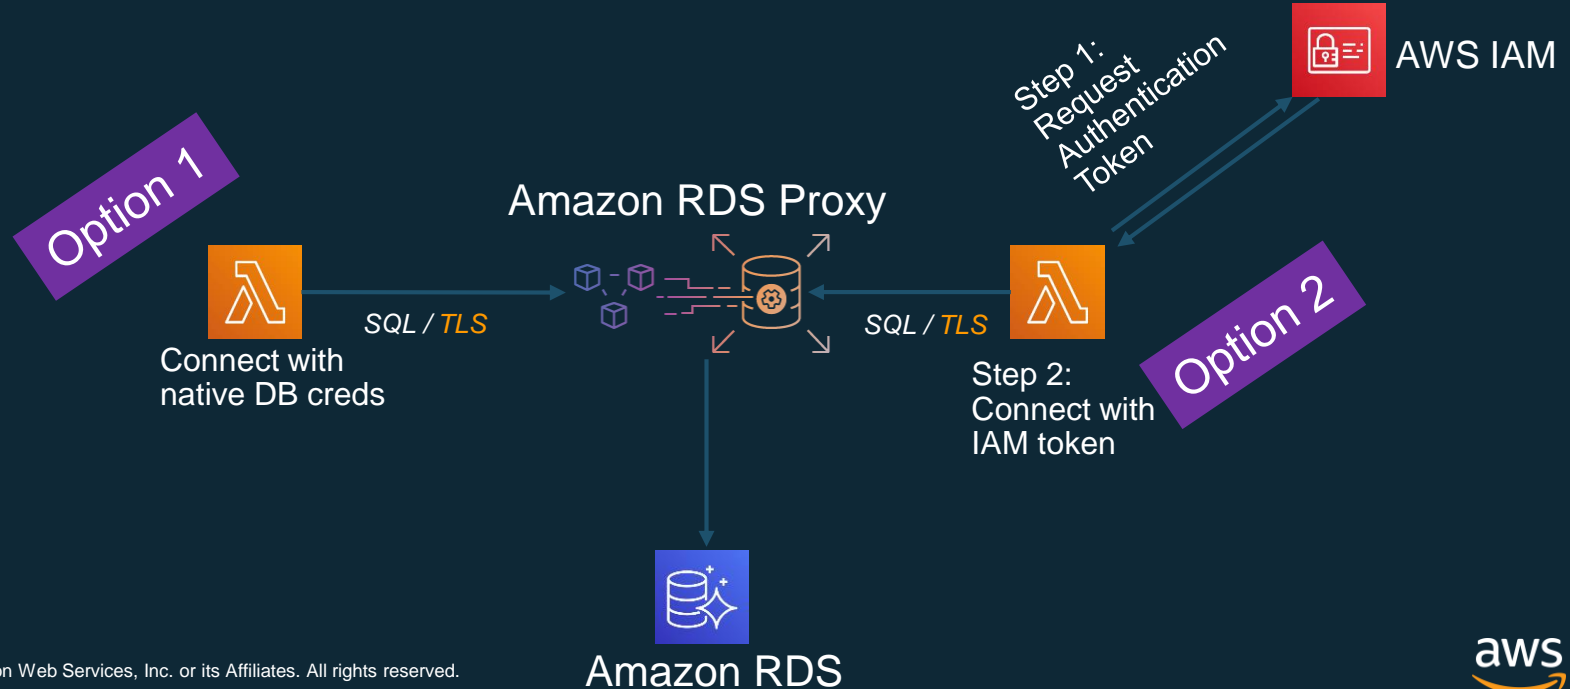 Step 1:
Request
Authentication
Token
AWS IAM
Option 1
Amazon RDS Proxy
SQL / TLS
Connect with
native DB creds
SQL / TLS
Step 2:
Connect with
IAM token
Option 2
Amazon RDS
on Web Services, Inc. or its Affiliates. All rights reserved.
aws